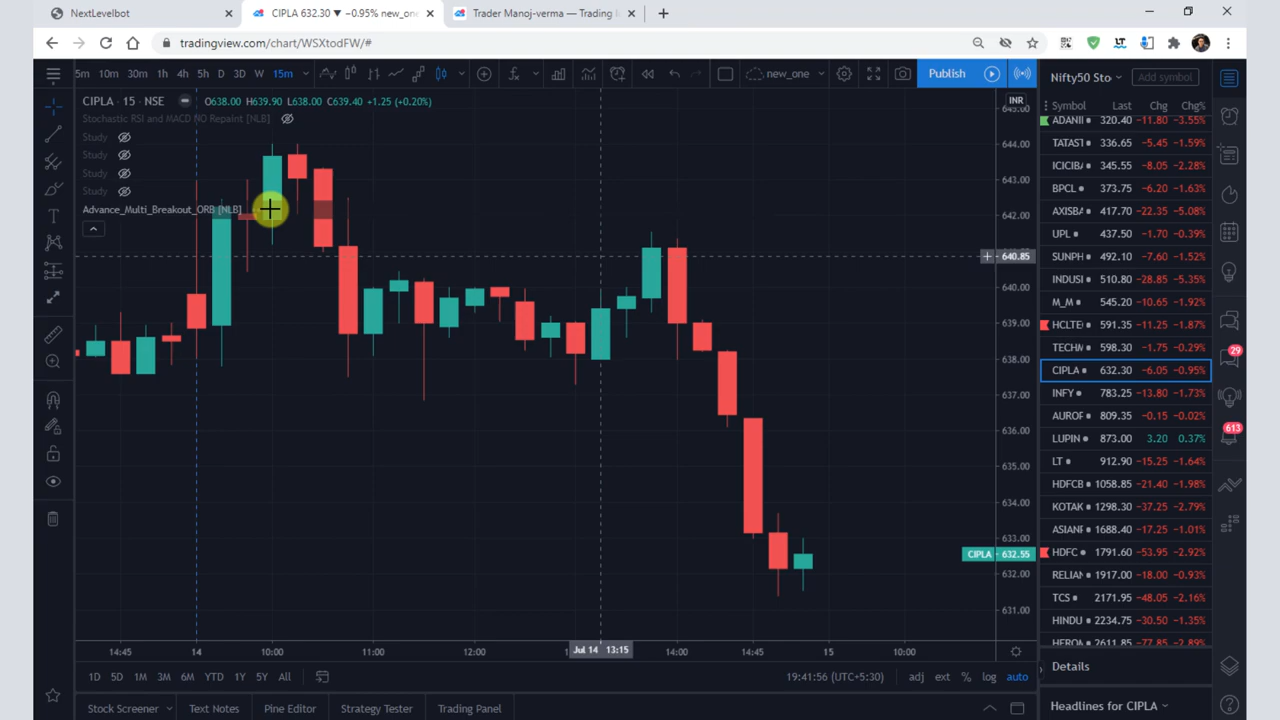 NextLevelbot
CIPLA 632.30 ▼ −0.95% new_one
Trader Manoj-verma — Trading I
tradingview.com/chart/WSXtodFW/#
5m 10m 30m 1h 4h 5h D 3D W 15m
new_one
Publish
Nifty50 Sto
Add symbol
CIPLA · 15 · NSE
O638.00 H639.90 L638.00 C639.40 +1.25 (+0.20%)
Stochastic RSI and MACD NO Repaint [NLB]
Study
Study
Study
Study
Advance_Multi_Breakout_ORB [NLB]
INR
645.00
644.00
643.00
642.00
640.85
640.00
639.00
638.00
637.00
636.00
635.00
634.00
633.00
CIPLA 632.55
632.00
631.00
Symbol Last Chg Chg%
ADANII 320.40 −11.80 −3.55%
TATAST 336.65 −5.45 −1.59%
ICICIBA 345.55 −8.05 −2.28%
BPCL 373.75 −6.20 −1.63%
AXISBA 417.70 −22.35 −5.08%
UPL 437.50 −1.70 −0.39%
SUNPH 492.10 −7.60 −1.52%
INDUSI 510.80 −28.85 −5.35%
M_M 545.20 −10.65 −1.92%
HCLTE 591.35 −11.25 −1.87%
TECHM 598.30 −1.75 −0.29%
CIPLA 632.30 −6.05 −0.95%
INFY 783.25 −13.80 −1.73%
AUROF 809.35 −0.15 −0.02%
LUPIN 873.00 3.20 0.37%
LT 912.90 −15.25 −1.64%
HDFCB 1058.85 −21.40 −1.98%
KOTAK 1298.30 −37.25 −2.79%
ASIANF 1688.40 −17.25 −1.01%
HDFC 1791.60 −53.95 −2.92%
RELIAN 1917.00 −18.00 −0.93%
TCS 2171.95 −48.05 −2.16%
HINDU 2234.75 −30.50 −1.35%
HEROM 2611.85 −77.85 −2.89%
29
613
14:45 14 10:00 11:00 12:00 Jul 14 13:15 14:00 14:45 15 10:00
1D 5D 1M 3M 6M YTD 1Y 5Y All
19:41:56 (UTC+5:30) adj ext % log auto
Details
Stock Screener Text Notes Pine Editor Strategy Tester Trading Panel
Headlines for CIPLA